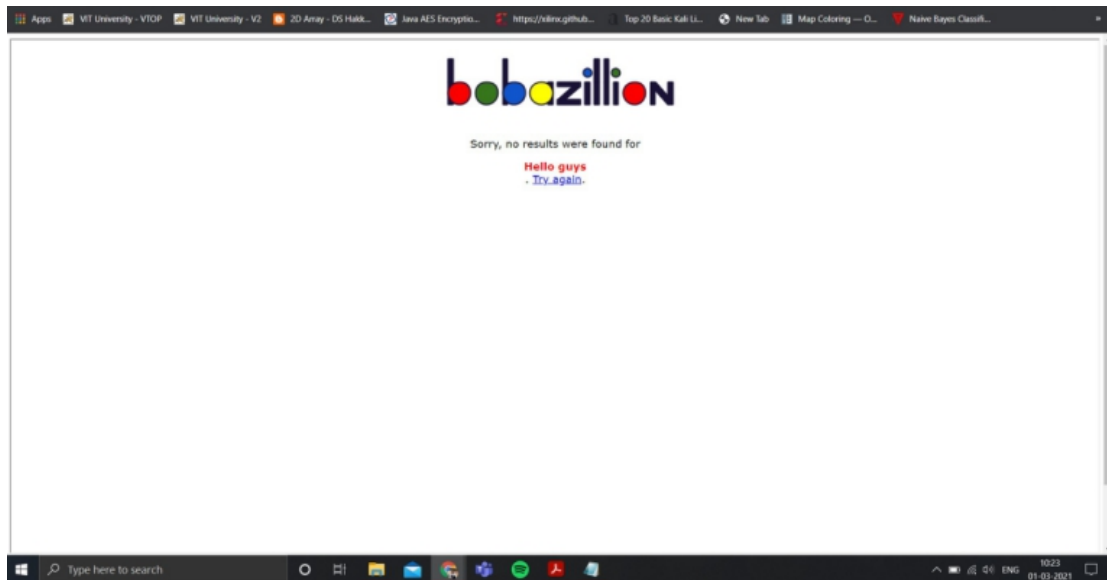 Apps VIT University - VTOP VIT University - V2 2D Array - DS Hakk... Java AES Encryptio... https://xilinx.github... Top 20 Basic Kali Li... New Tab Map Coloring — O... Naive Bayes Classifi... »
bobazillion
Sorry, no results were found for
Hello guys
. Try again.
Type here to search
ENG
10:23
01-03-2021